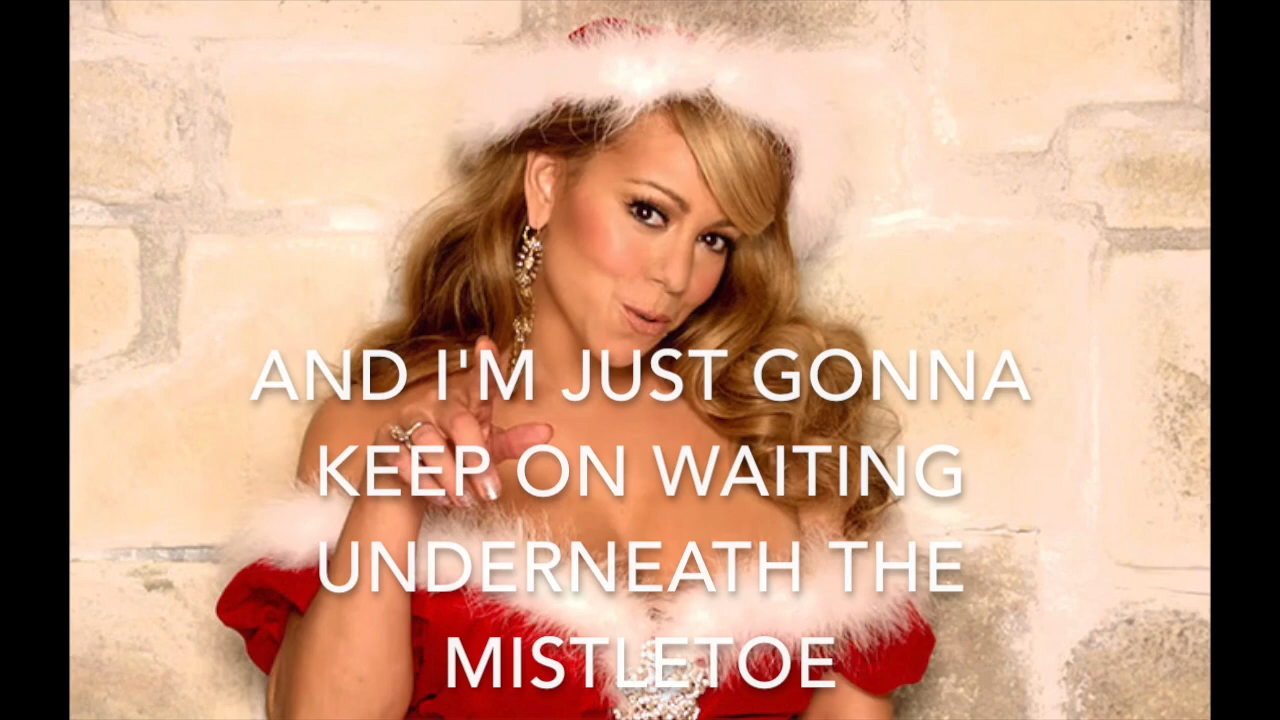 AND I'M JUST GONNA
KEEP ON WAITING
UNDERNEATH THE
MISTLETOE